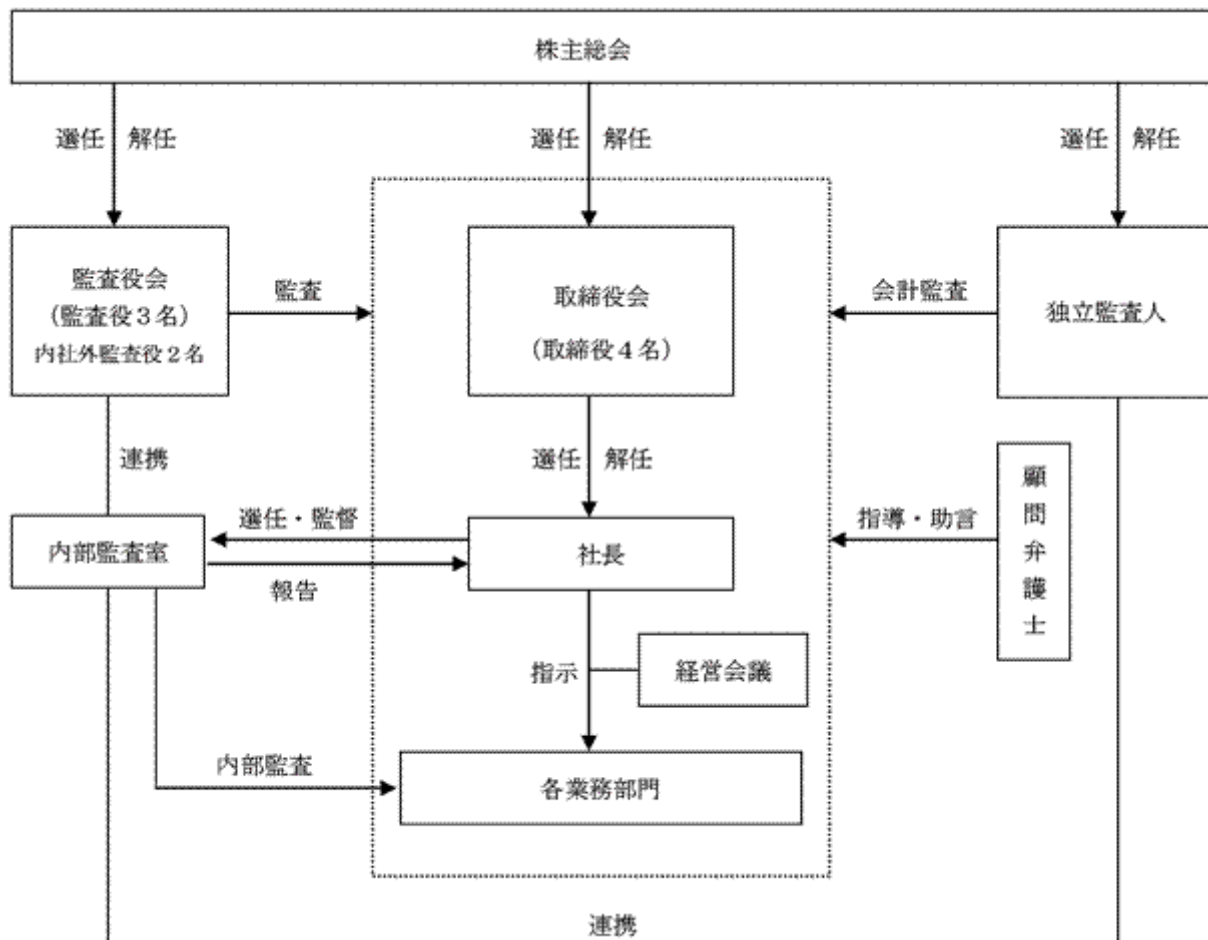 株主総会
選任 解任
選任 解任
選任 解任
監査役会
(監査役3名)
内社外監査役2名
監査
取締役会
(取締役4名)
会計監査
独立監査人
連携
選任 解任
顧問弁護士
内部監査室
選任・監督
報告
社長
指導・助言
指示
経営会議
内部監査
各業務部門
連携